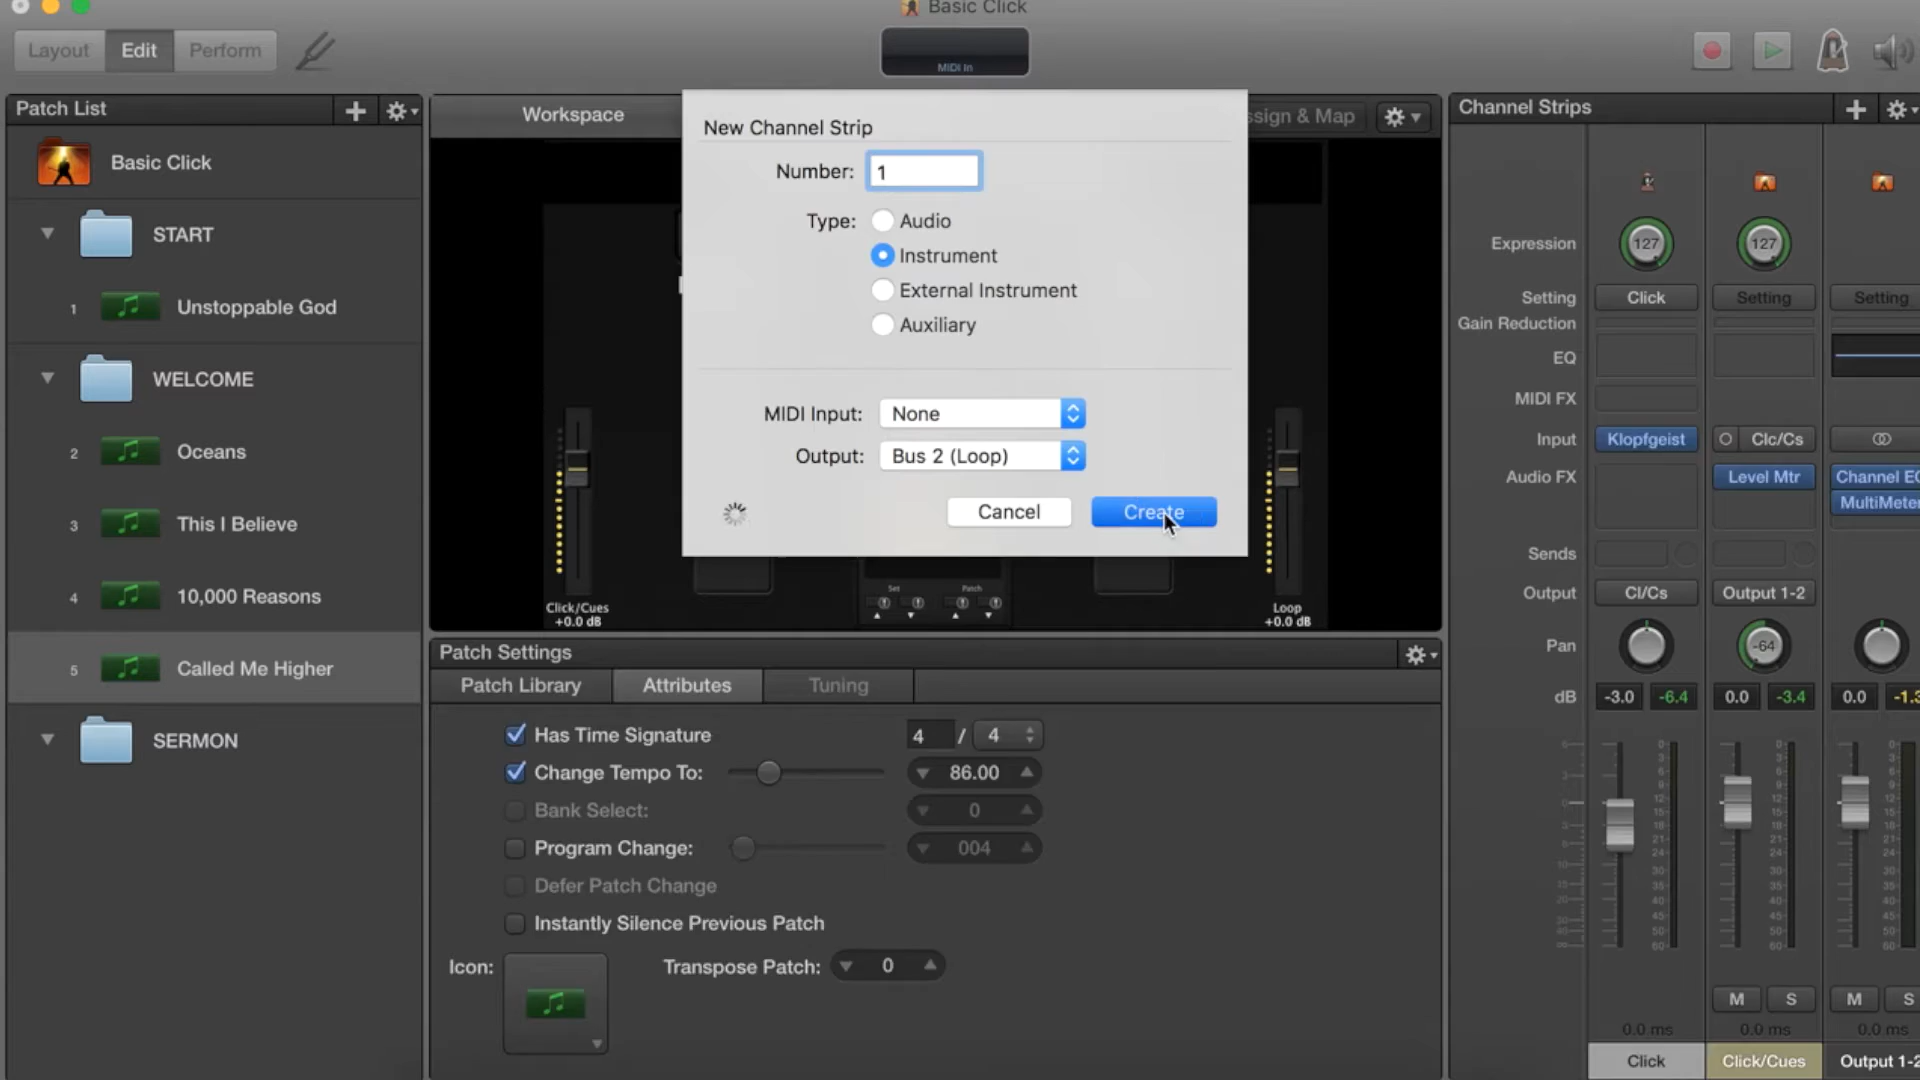 Basic Click
Layout
Edit
Perform
MIDI In
Patch List
Basic Click
START
1 Unstoppable God
WELCOME
2 Oceans
3 This I Believe
4 10,000 Reasons
5 Called Me Higher
SERMON
Workspace
ssign & Map
New Channel Strip
Number: 1
Type: Audio
Instrument
External Instrument
Auxiliary
MIDI Input: None
Output: Bus 2 (Loop)
Cancel
Create
Click/Cues
+0.0 dB
Set
Patch
Loop
+0.0 dB
Patch Settings
Patch Library
Attributes
Tuning
Has Time Signature 4 / 4
Change Tempo To: 86.00
Bank Select: 0
Program Change: 004
Defer Patch Change
Instantly Silence Previous Patch
Icon:
Transpose Patch: 0
Channel Strips
Expression 127 127
Setting Click Setting Setting
Gain Reduction
EQ
MIDI FX
Input Klopfgeist Clc/Cs
Audio FX Level Mtr Channel EQ
MultiMeter
Sends
Output Cl/Cs Output 1-2
Pan -64
dB -3.0 -6.4 0.0 -3.4 0.0 -1.3
M S M S
0.0 ms 0.0 ms 0.0 ms
Click Click/Cues Output 1-2